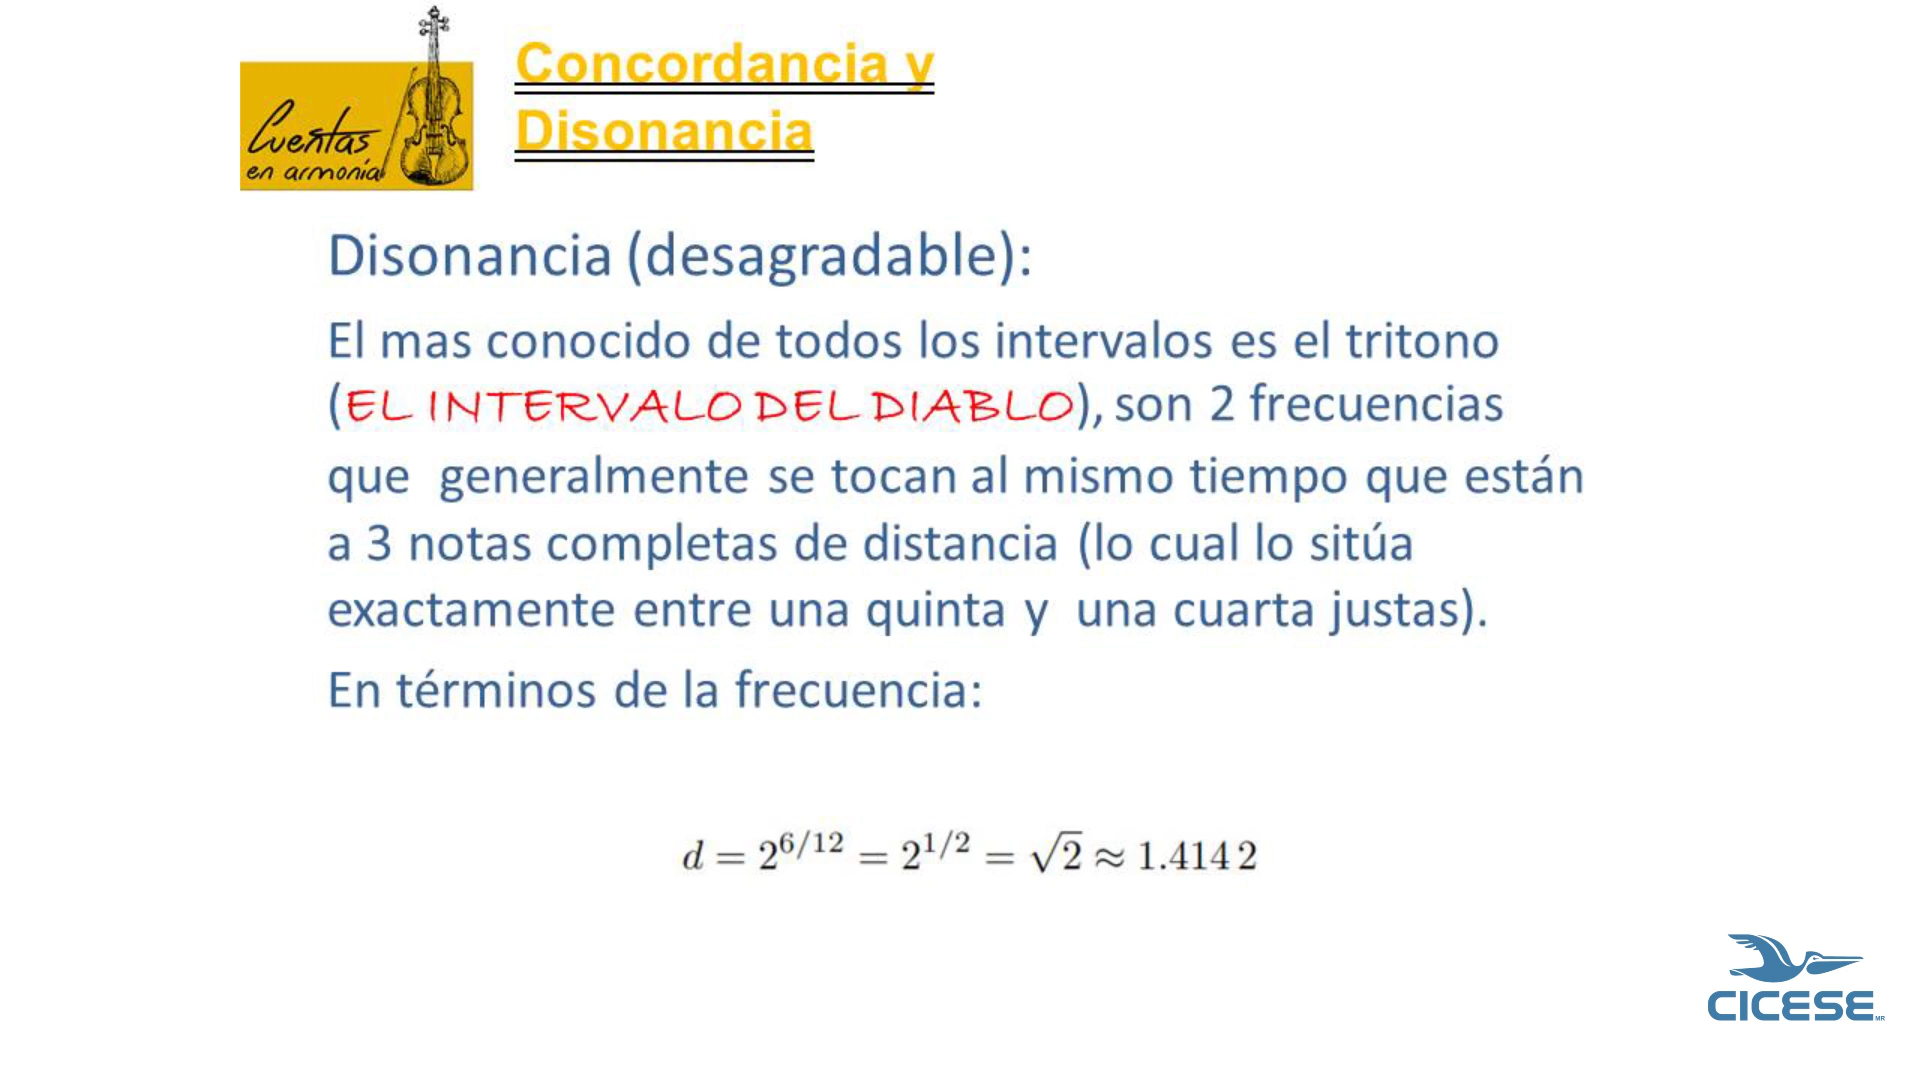 Cuentas
en armonía
Concordancia y
Disonancia
Disonancia (desagradable):
El mas conocido de todos los intervalos es el tritono
(EL INTERVALO DEL DIABLO), son 2 frecuencias
que generalmente se tocan al mismo tiempo que están
a 3 notas completas de distancia (lo cual lo sitúa
exactamente entre una quinta y una cuarta justas).
En términos de la frecuencia:
d = 2^{6/12} = 2^{1/2} = √2 ≈ 1.414 2
CICESE MR